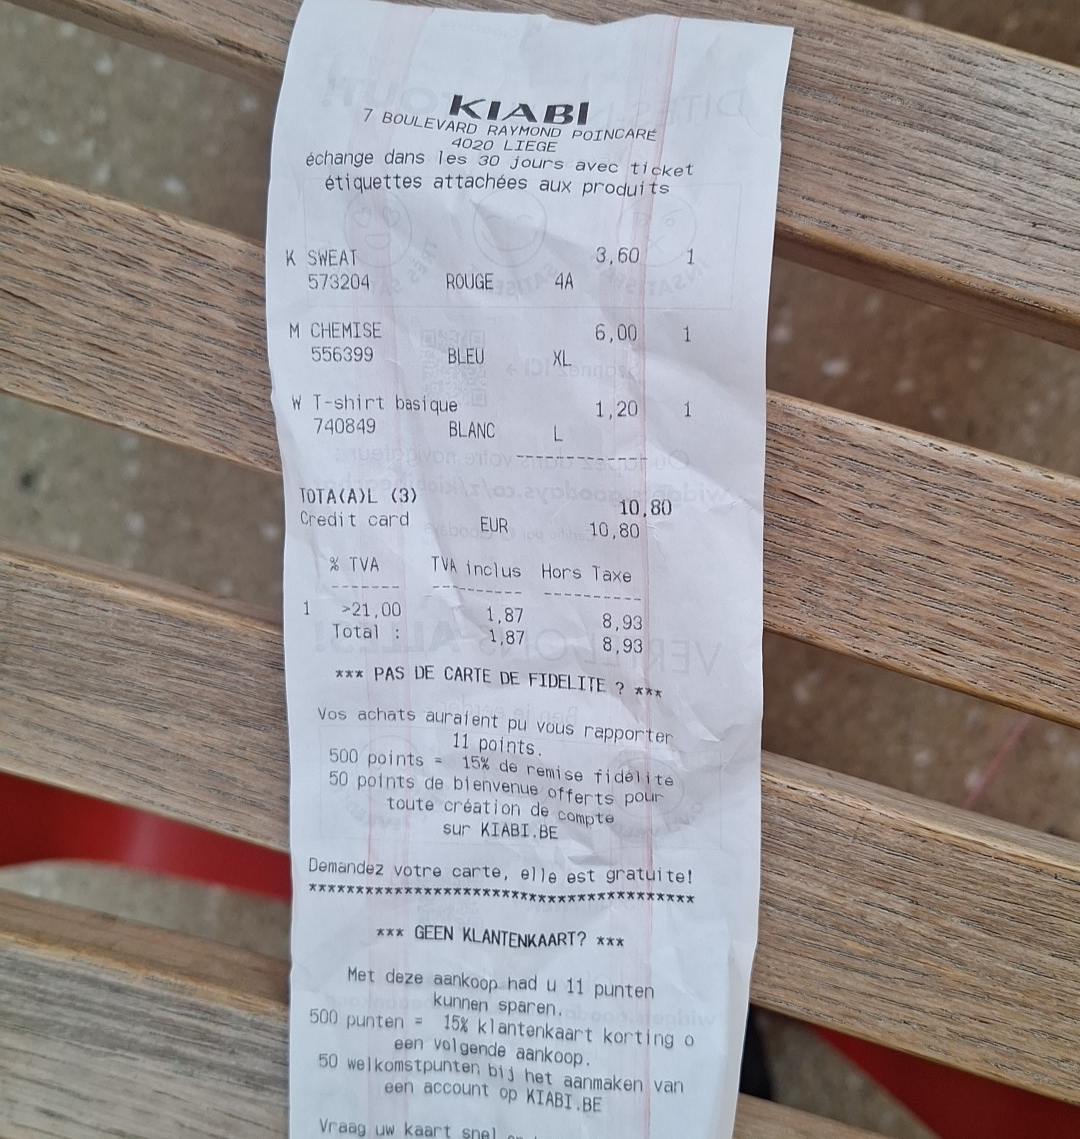 KIABI
7 BOULEVARD RAYMOND POINCARE
4020 LIEGE
échange dans les 30 jours avec ticket
étiquettes attachées aux produits
K SWEAT 3,60 1
573204 ROUGE 4A
M CHEMISE 6,00 1
556399 BLEU XL
W T-shirt basique 1,20 1
740849 BLANC L
------------
TOTA(A)L (3) 10,80
Credit card EUR 10,80
% TVA TVA inclus Hors Taxe
--------- ---------- ----------
1 >21,00 1,87 8,93
Total : 1,87 8,93
*** PAS DE CARTE DE FIDELITE ? ***
Vos achats auraient pu vous rapporter
11 points.
500 points = 15% de remise fidélité
50 points de bienvenue offerts pour
toute création de compte
sur KIABI.BE
Demandez votre carte, elle est gratuite!
****************************************
*** GEEN KLANTENKAART? ***
Met deze aankoop had u 11 punten
kunnen sparen.
500 punten = 15% klantenkaart korting o
een volgende aankoop.
50 welkomstpunten bij het aanmaken van
een account op KIABI.BE
Vraag uw kaart snel